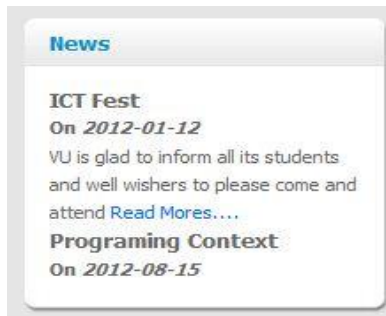 News
ICT Fest
On 2012-01-12
VU is glad to inform all its students
and well wishers to please come and
attend Read Mores....
Programing Context
On 2012-08-15